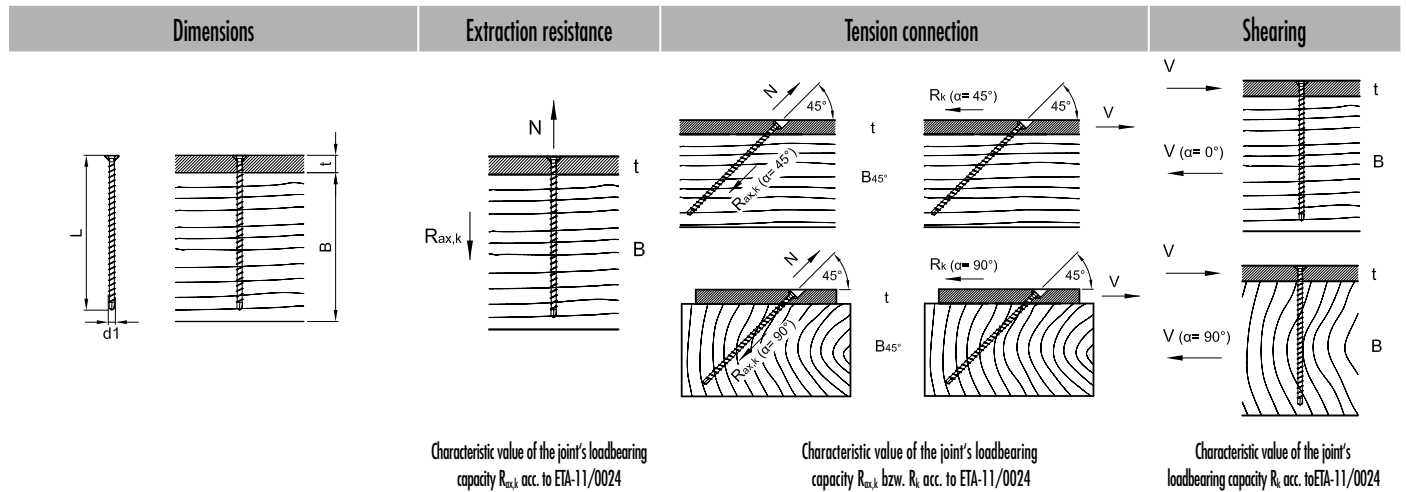 Dimensions
Extraction resistance
Tension connection
Shearing
L
d1
t
B
N
Rax,k
t
B
N
45°
Rax,k (α= 45°)
t
B45°
Rk (α= 45°)
45°
V
N
45°
Rax,k (α= 90°)
t
B45°
Rk (α= 90°)
45°
V
V
t
V (α= 0°)
B
V
t
V (α= 90°)
B
Characteristic value of the joint's loadbearing
capacity Rax,k acc. to ETA-11/0024
Characteristic value of the joint's loadbearing
capacity Rax,k bzw. Rk acc. to ETA-11/0024
Characteristic value of the joint's
loadbearing capacity Rk acc. toETA-11/0024